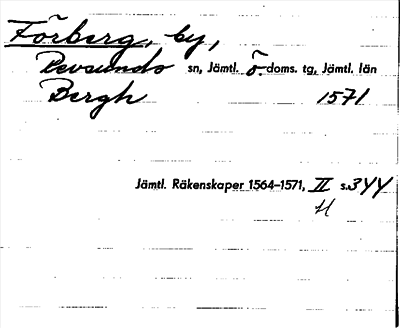 Förberg, by,
Revsunds sn, Jämtl. ö. doms. tg, Jämtl. län
Bergh 1571
Jämtl. Räkenskaper 1564–1571, II s. 344